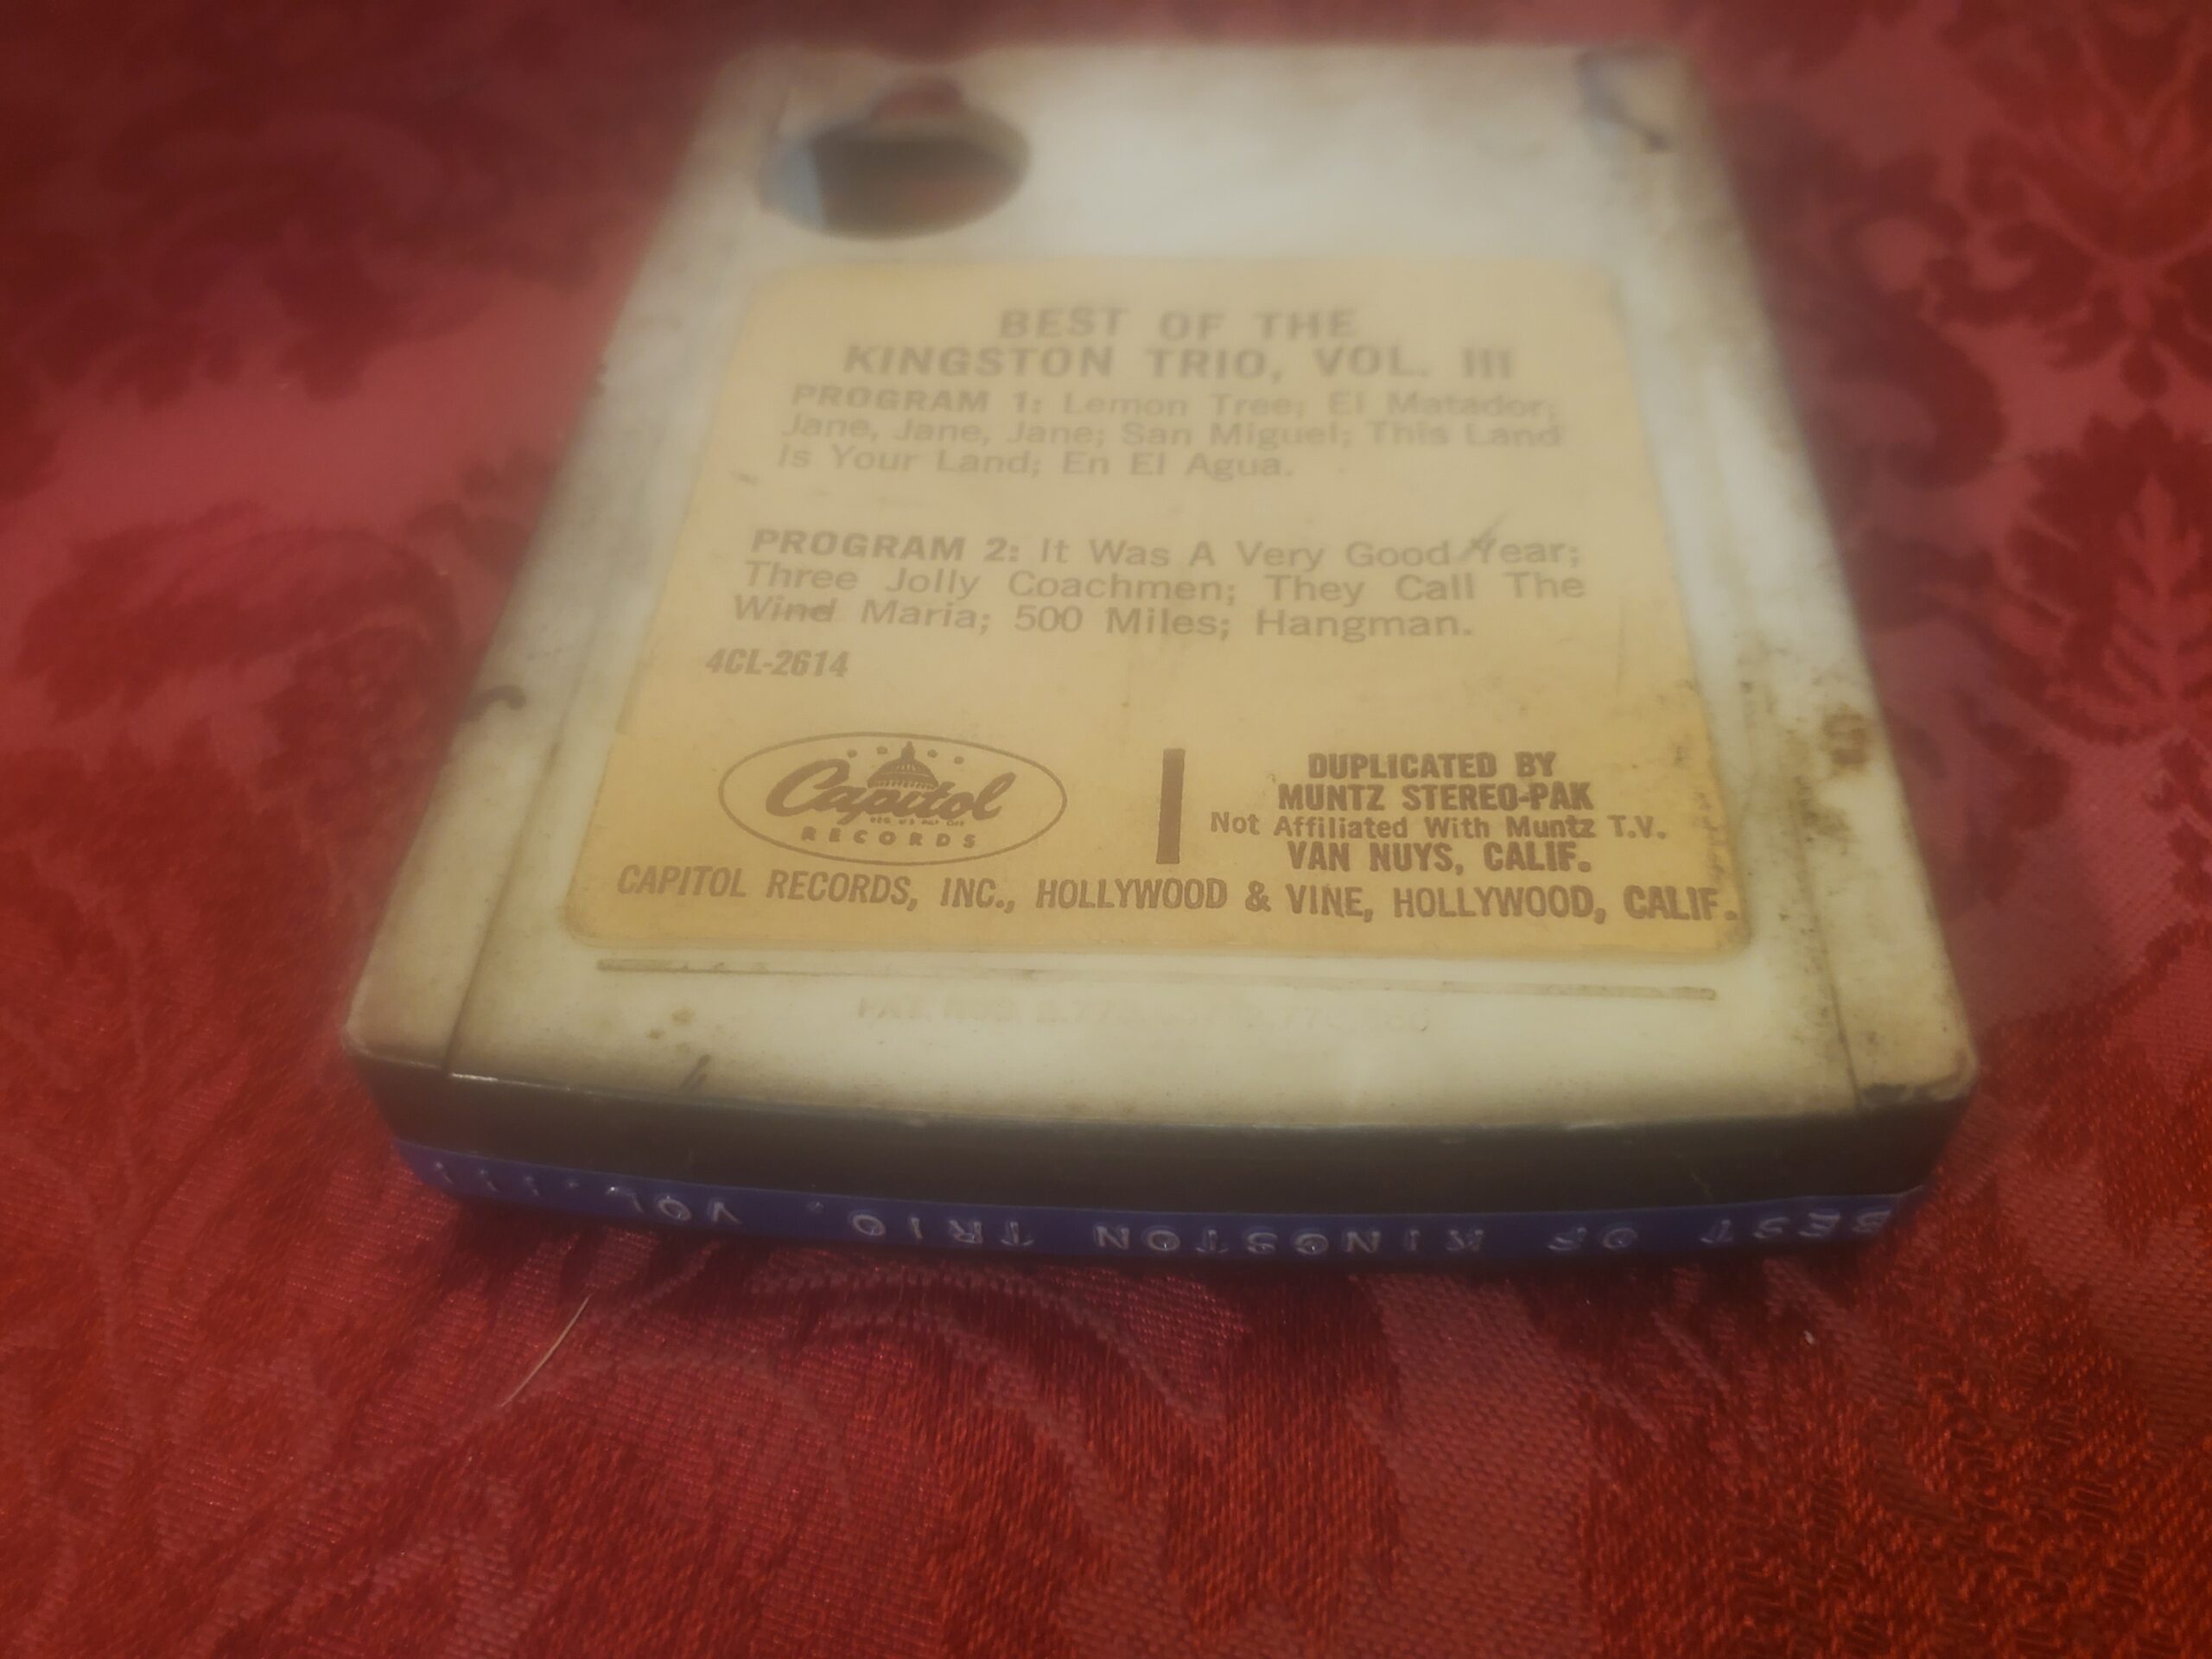 BEST OF THE
KINGSTON TRIO, VOL. III
PROGRAM 1: Lemon Tree; El Matador;
Jane, Jane, Jane; San Miguel; This Land
Is Your Land; En El Agua.
PROGRAM 2: It Was A Very Good Year;
Three Jolly Coachmen; They Call The
Wind Maria; 500 Miles; Hangman.
4CL-2614
Capitol
RECORDS
DUPLICATED BY
MUNTZ STEREO-PAK
Not Affiliated With Muntz T.V.
VAN NUYS, CALIF.
CAPITOL RECORDS, INC., HOLLYWOOD & VINE, HOLLYWOOD, CALIF.
BEST OF KINGSTON TRIO. VOL.III